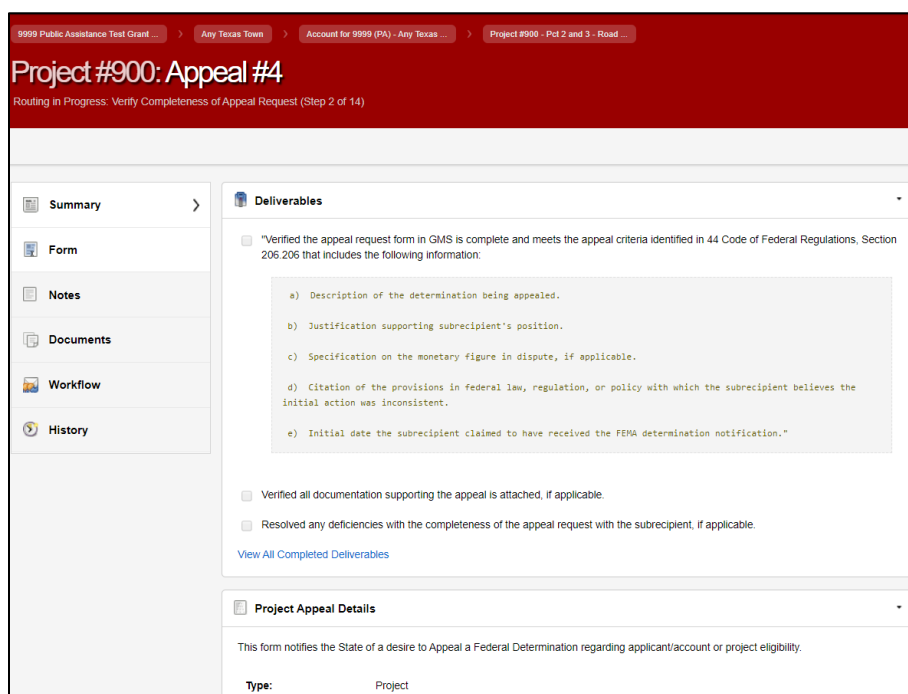 9999 Public Assistance Test Grant ...
Any Texas Town
Account for 9999 (PA) - Any Texas ...
Project #900 - Pct 2 and 3 - Road ...
Project #900: Appeal #4
Routing in Progress: Verify Completeness of Appeal Request (Step 2 of 14)
Summary
Form
Notes
Documents
Workflow
History
Deliverables
"Verified the appeal request form in GMS is complete and meets the appeal criteria identified in 44 Code of Federal Regulations, Section
206.206 that includes the following information:
a) Description of the determination being appealed.
b) Justification supporting subrecipient's position.
c) Specification on the monetary figure in dispute, if applicable.
d) Citation of the provisions in federal law, regulation, or policy with which the subrecipient believes the
initial action was inconsistent.
e) Initial date the subrecipient claimed to have received the FEMA determination notification."
Verified all documentation supporting the appeal is attached, if applicable.
Resolved any deficiencies with the completeness of the appeal request with the subrecipient, if applicable.
View All Completed Deliverables
Project Appeal Details
This form notifies the State of a desire to Appeal a Federal Determination regarding applicant/account or project eligibility.
Type: Project